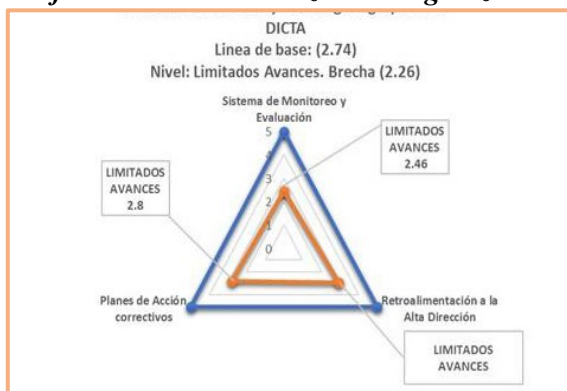 DICTA
Linea de base: (2.74)
Nivel: Limitados Avances. Brecha (2.26)
Sistema de Monitoreo y
Evaluación
5
4
3
2
1
0
LIMITADOS
AVANCES
2.46
LIMITADOS
AVANCES
2.8
Planes de Acción
correctivos
Retroalimentación a la
Alta Dirección
LIMITADOS
AVANCES